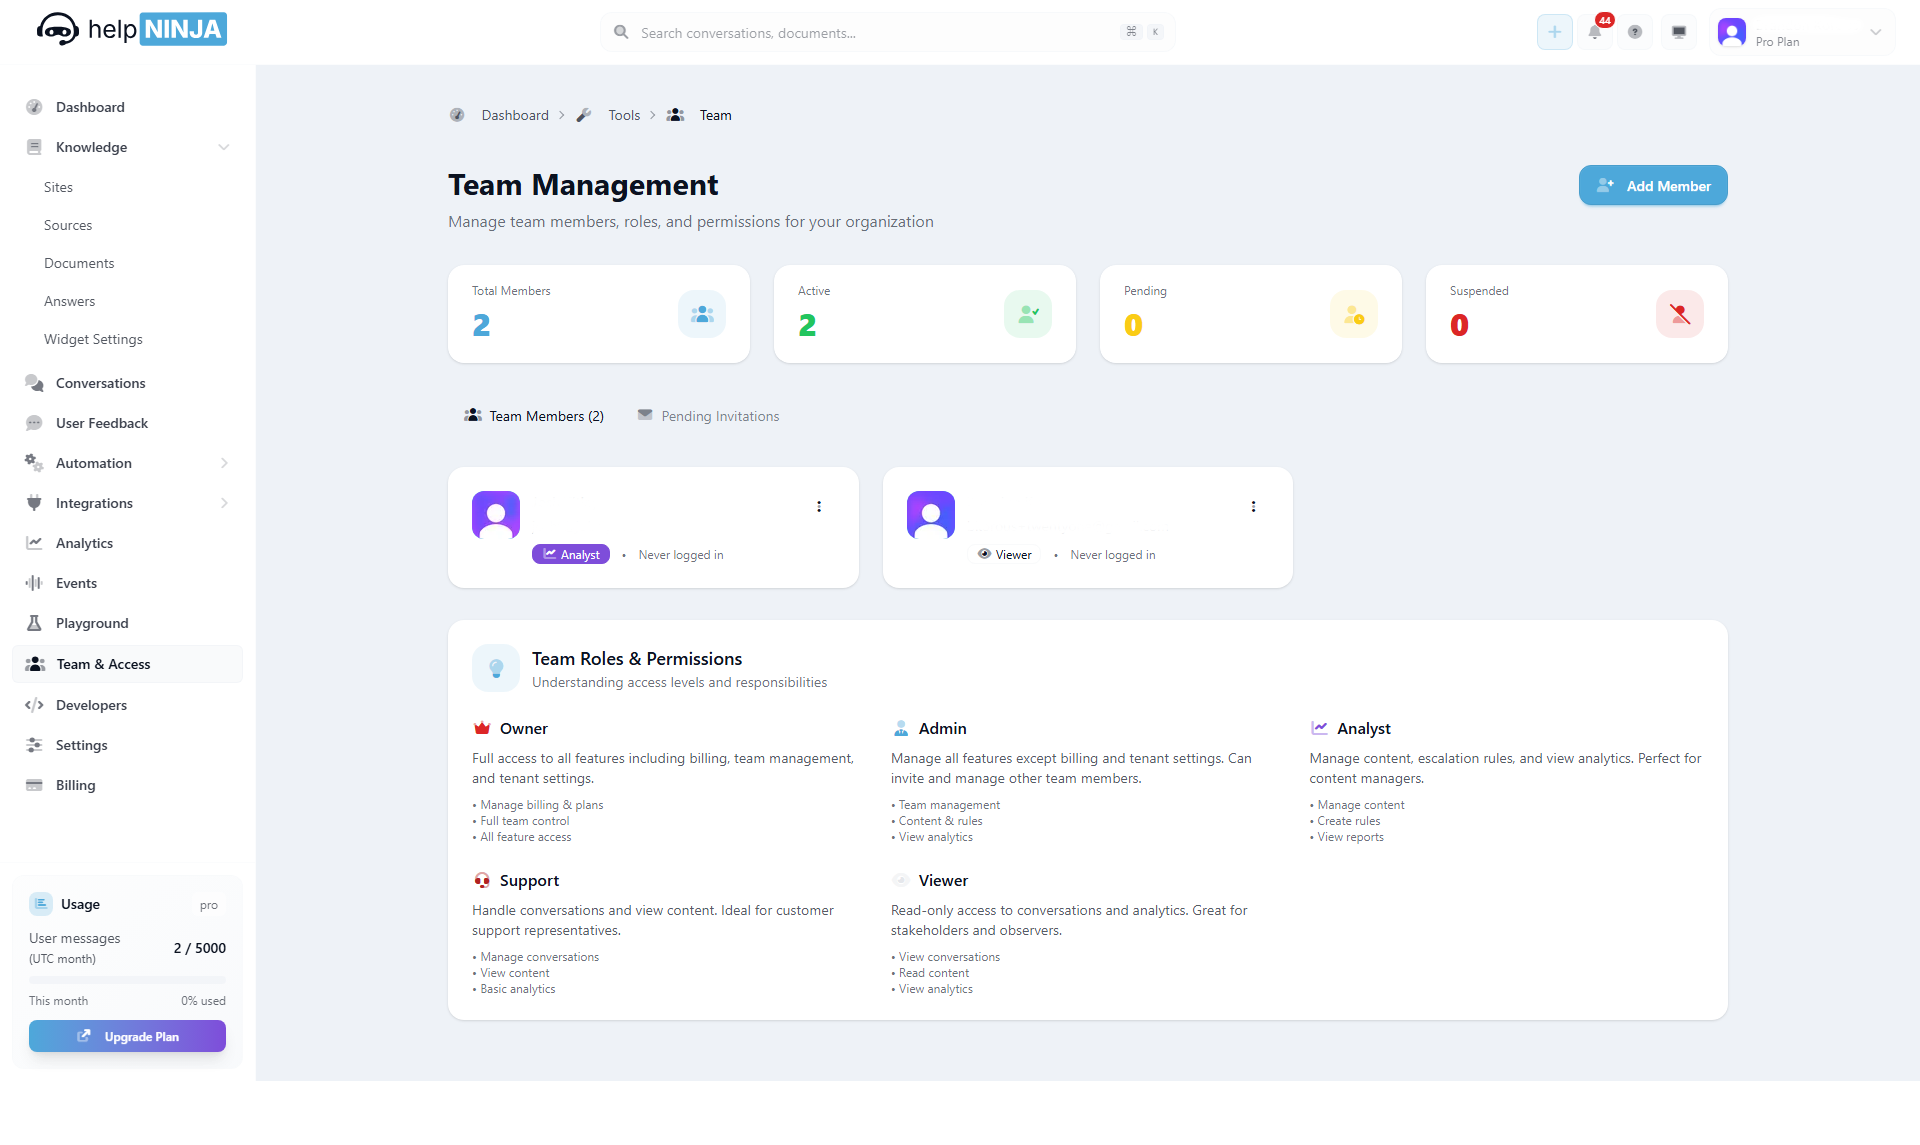 help NINJA
Search conversations, documents...
⌘ K
44
?
Pro Plan
Dashboard
Knowledge
Sites
Sources
Documents
Answers
Widget Settings
Conversations
User Feedback
Automation
Integrations
Analytics
Events
Playground
Team & Access
Developers
Settings
Billing
Usage
pro
User messages
(UTC month)
2 / 5000
This month
0% used
Upgrade Plan
Dashboard > Tools > Team
Team Management
Manage team members, roles, and permissions for your organization
Add Member
Total Members
2
Active
2
Pending
0
Suspended
0
Team Members (2)
Pending Invitations
Analyst • Never logged in
Viewer • Never logged in
Team Roles & Permissions
Understanding access levels and responsibilities
Owner
Full access to all features including billing, team management,
and tenant settings.
• Manage billing & plans
• Full team control
• All feature access
Admin
Manage all features except billing and tenant settings. Can
invite and manage other team members.
• Team management
• Content & rules
• View analytics
Analyst
Manage content, escalation rules, and view analytics. Perfect for
content managers.
• Manage content
• Create rules
• View reports
Support
Handle conversations and view content. Ideal for customer
support representatives.
• Manage conversations
• View content
• Basic analytics
Viewer
Read-only access to conversations and analytics. Great for
stakeholders and observers.
• View conversations
• Read content
• View analytics